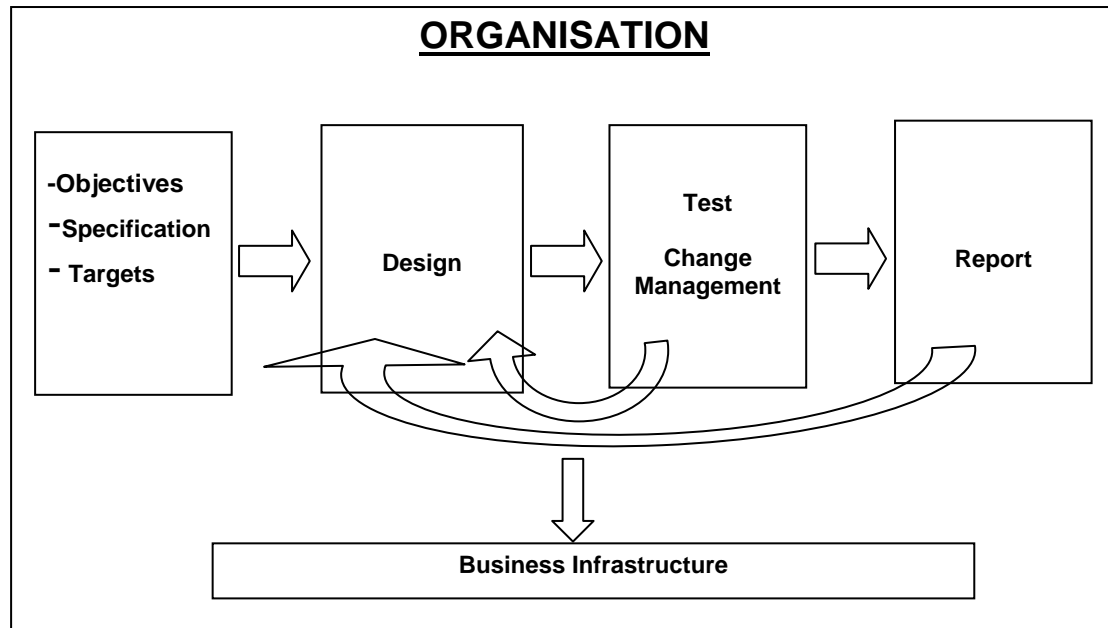 ORGANISATION
-Objectives
-Specification
- Targets
Design
Test
Change
Management
Report
Business Infrastructure